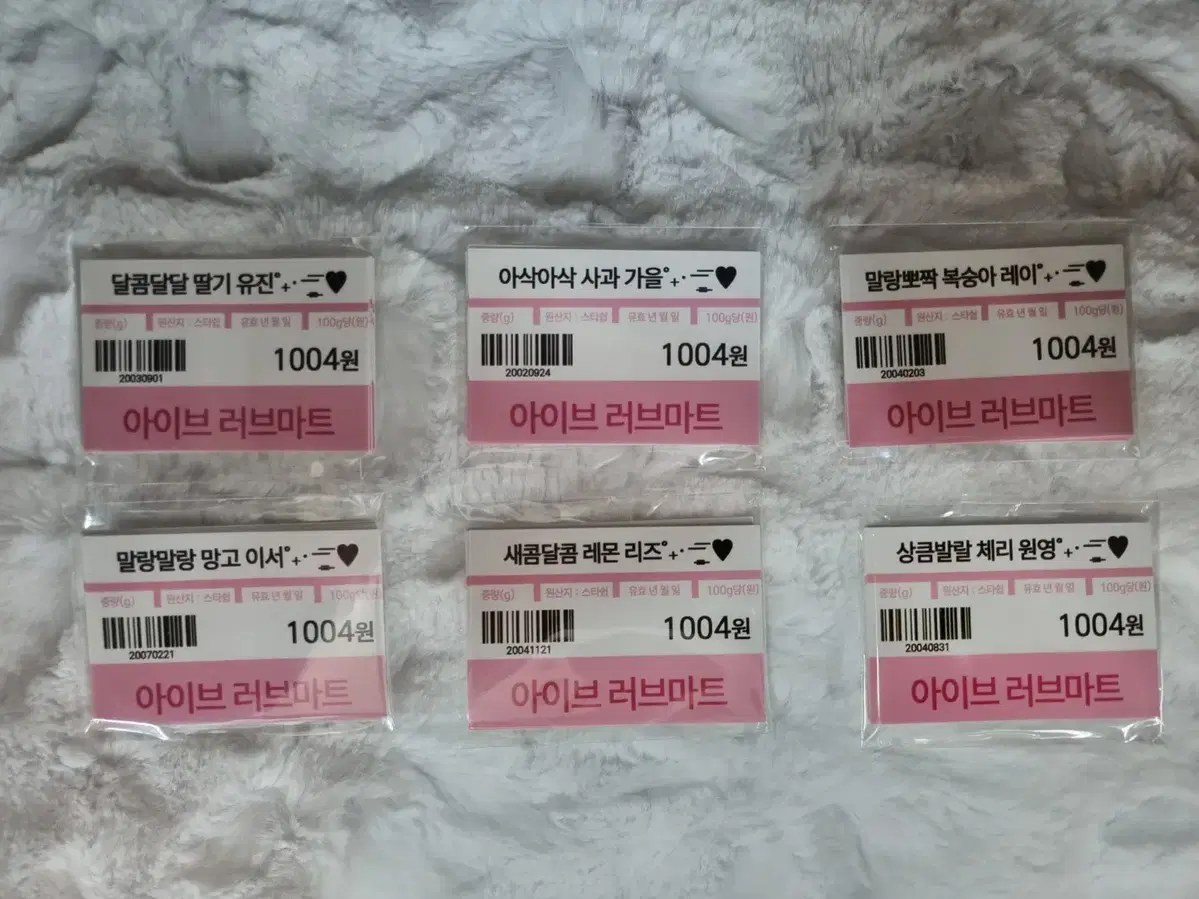 달콤달달 딸기 유진
중량(g) 원산지 : 스타쉽 유효 년 월 일 100g당(원)
1004원
20030901
아이브 러브마트
아삭아삭 사과 가을
중량(g) 원산지 : 스타쉽 유효 년 월 일 100g당(원)
1004원
20020924
아이브 러브마트
말랑뽀짝 복숭아 레이
중량(g) 원산지 : 스타쉽 유효 년 월 일 100g당(원)
1004원
20040203
아이브 러브마트
말랑말랑 망고 이서
중량(g) 원산지 : 스타쉽 유효 년 월 일 100g당(원)
1004원
20070221
아이브 러브마트
새콤달콤 레몬 리즈
중량(g) 원산지 : 스타쉽 유효 년 월 일 100g당(원)
1004원
20041121
아이브 러브마트
상큼발랄 체리 원영
중량(g) 원산지 : 스타쉽 유효 년 월 일 100g당(원)
1004원
20040831
아이브 러브마트